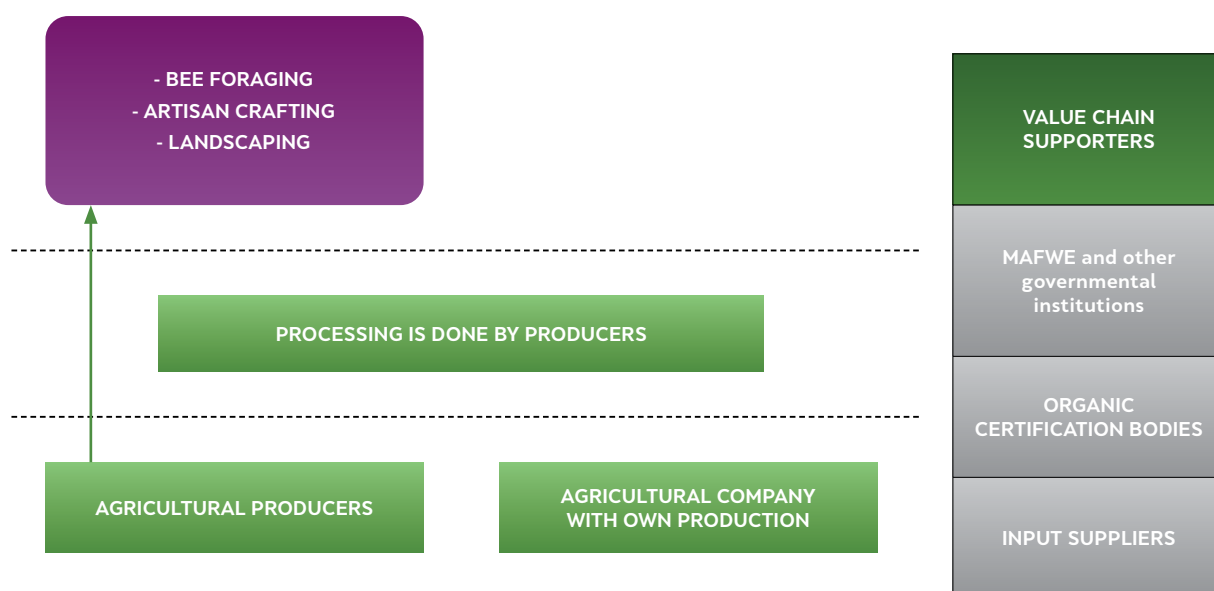 - BEE FORAGING
- ARTISAN CRAFTING
- LANDSCAPING
PROCESSING IS DONE BY PRODUCERS
AGRICULTURAL PRODUCERS
AGRICULTURAL COMPANY
WITH OWN PRODUCTION
VALUE CHAIN
SUPPORTERS
MAFWE and other
governmental
institutions
ORGANIC
CERTIFICATION BODIES
INPUT SUPPLIERS